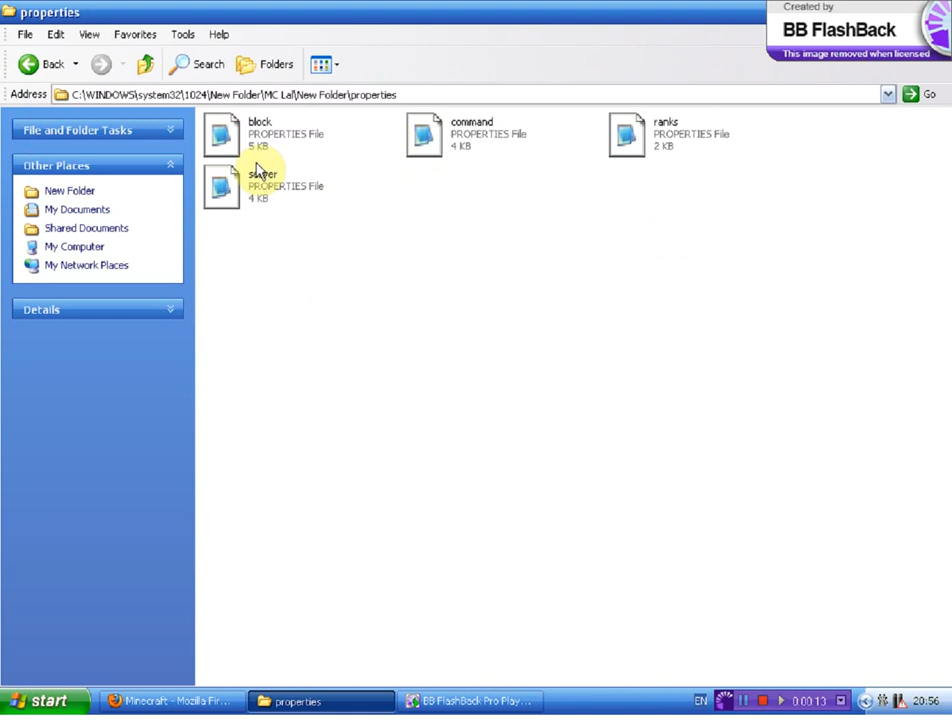 properties
Created by
BB FlashBack
This image removed when licensed
File Edit View Favorites Tools Help
Back Search Folders
Address C:\WINDOWS\system32\1024\New Folder\MC Lal\New Folder\properties Go
File and Folder Tasks
Other Places
New Folder
My Documents
Shared Documents
My Computer
My Network Places
Details
block
PROPERTIES File
5 KB
command
PROPERTIES File
4 KB
ranks
PROPERTIES File
2 KB
PROPERTIES File
4 KB
start Minecraft - Mozilla Fir... properties BB FlashBack Pro Play... EN 0:00:13 20:56